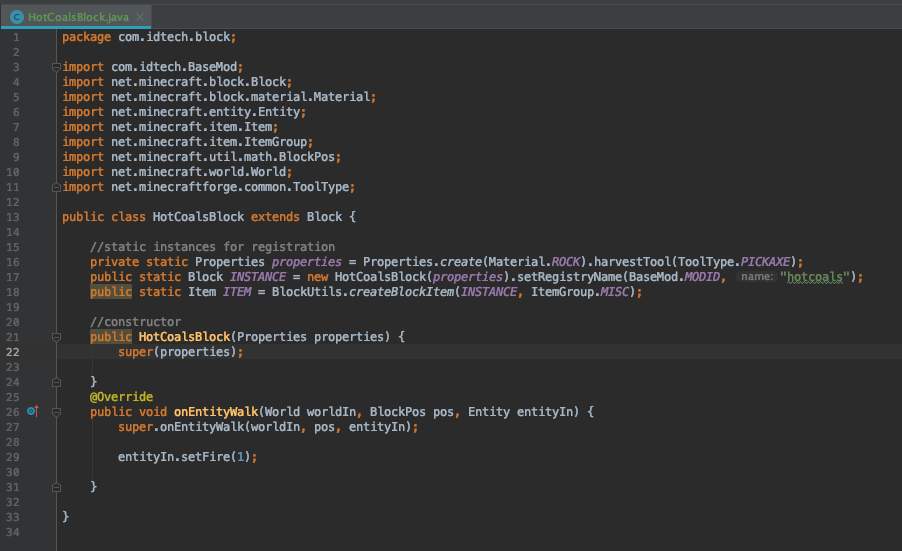 HotCoalsBlock.java
1 package com.idtech.block;
2
3 import com.idtech.BaseMod;
4 import net.minecraft.block.Block;
5 import net.minecraft.block.material.Material;
6 import net.minecraft.entity.Entity;
7 import net.minecraft.item.Item;
8 import net.minecraft.item.ItemGroup;
9 import net.minecraft.util.math.BlockPos;
10 import net.minecraft.world.World;
11 import net.minecraftforge.common.ToolType;
12
13 public class HotCoalsBlock extends Block {
14
15 //static instances for registration
16 private static Properties properties = Properties.create(Material.ROCK).harvestTool(ToolType.PICKAXE);
17 public static Block INSTANCE = new HotCoalsBlock(properties).setRegistryName(BaseMod.MODID, name: "hotcoals");
18 public static Item ITEM = BlockUtils.createBlockItem(INSTANCE, ItemGroup.MISC);
19
20 //constructor
21 public HotCoalsBlock(Properties properties) {
22 super(properties);
23
24 }
25 @Override
26 public void onEntityWalk(World worldIn, BlockPos pos, Entity entityIn) {
27 super.onEntityWalk(worldIn, pos, entityIn);
28
29 entityIn.setFire(1);
30
31 }
32
33 }
34